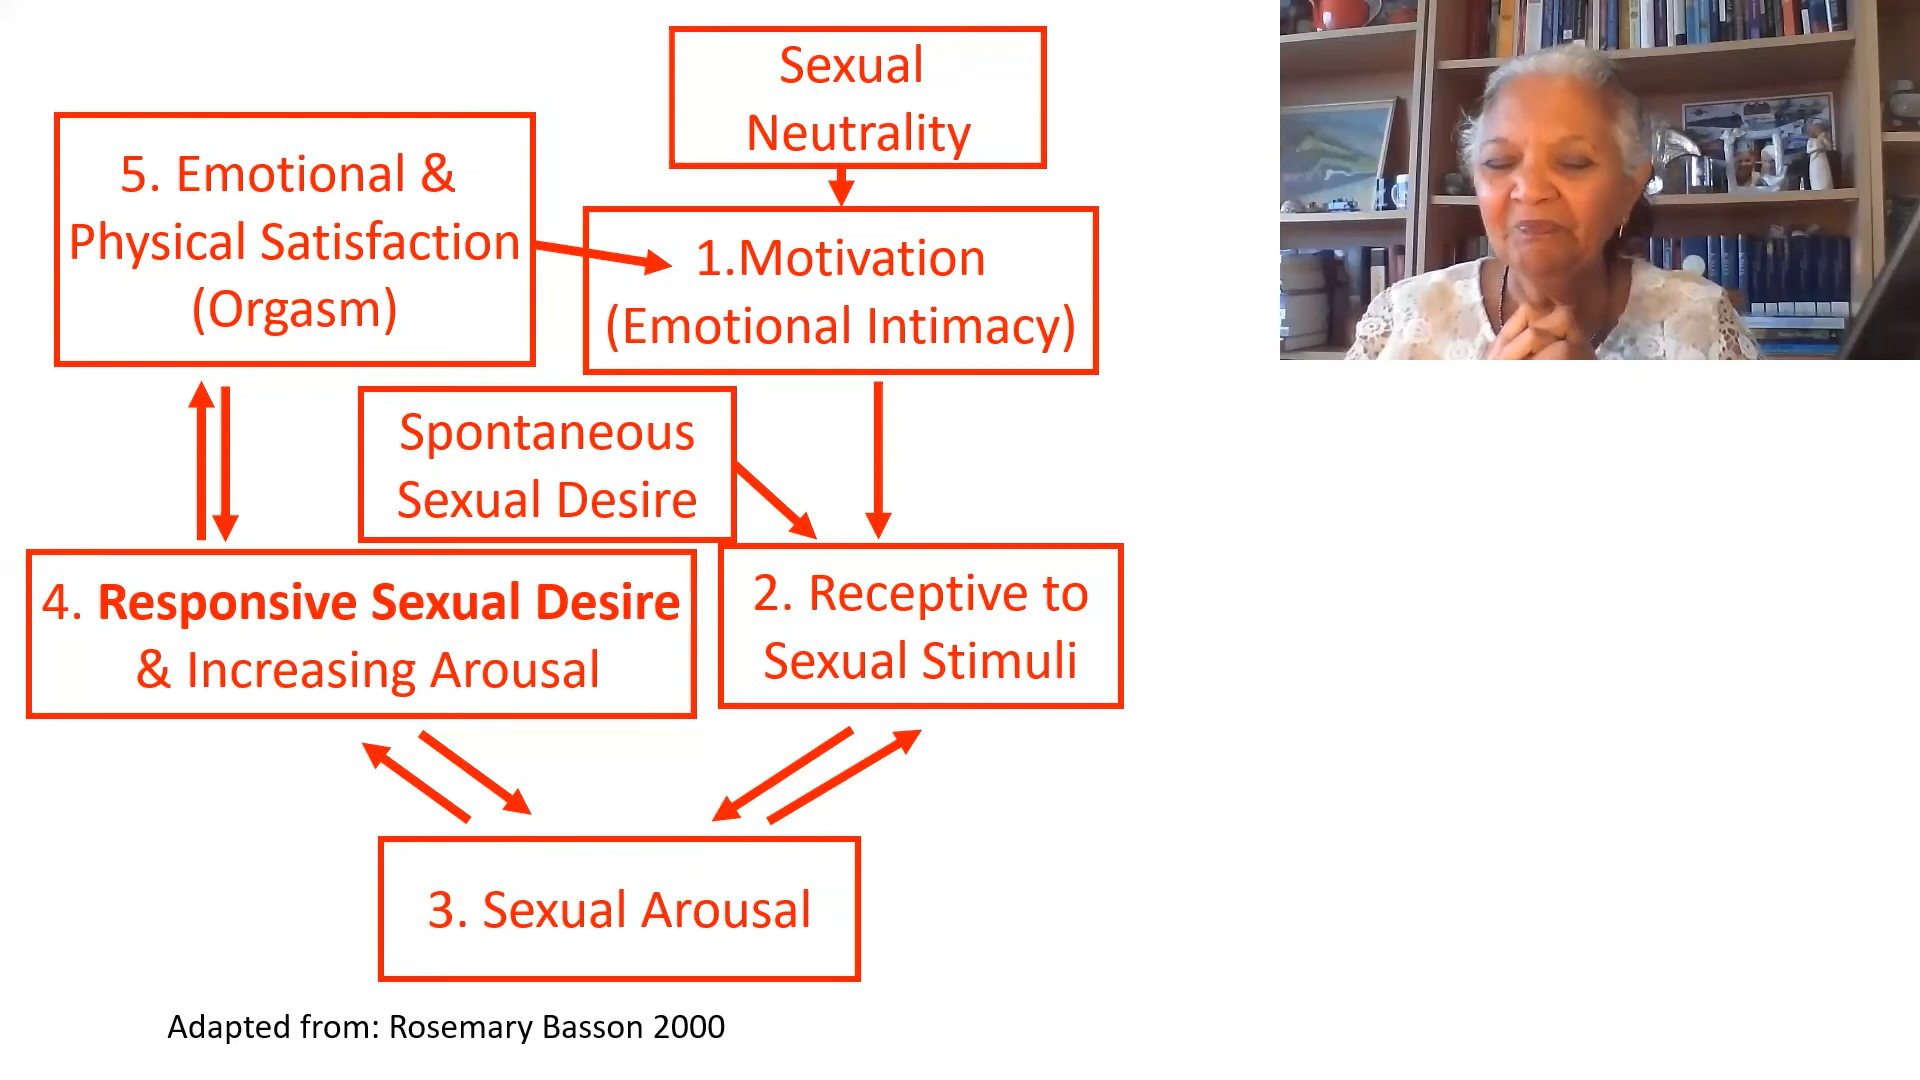 Sexual
Neutrality
5. Emotional &
Physical Satisfaction
(Orgasm)
1.Motivation
(Emotional Intimacy)
Spontaneous
Sexual Desire
4. Responsive Sexual Desire
& Increasing Arousal
2. Receptive to
Sexual Stimuli
3. Sexual Arousal
Adapted from: Rosemary Basson 2000